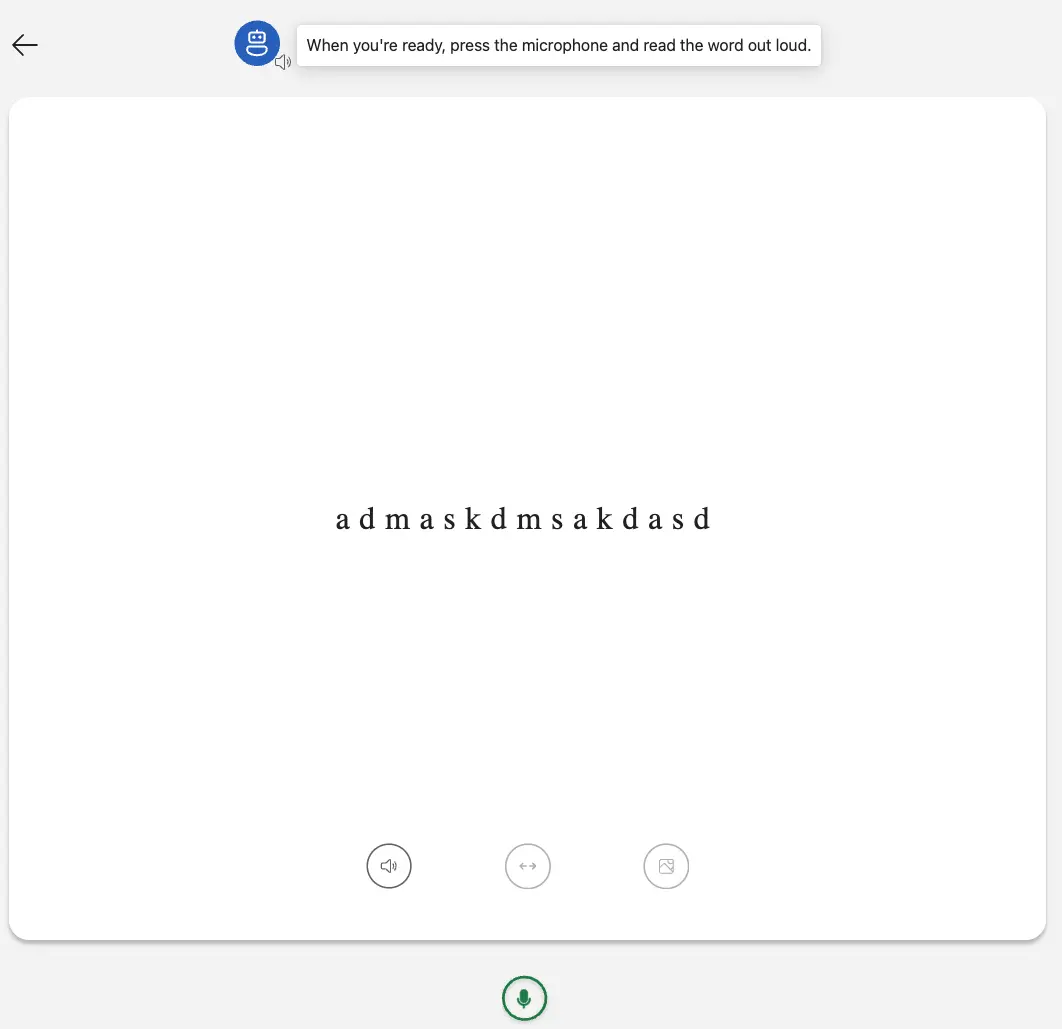 When you're ready, press the microphone and read the word out loud.
a d m a s k d m s a k d a s d